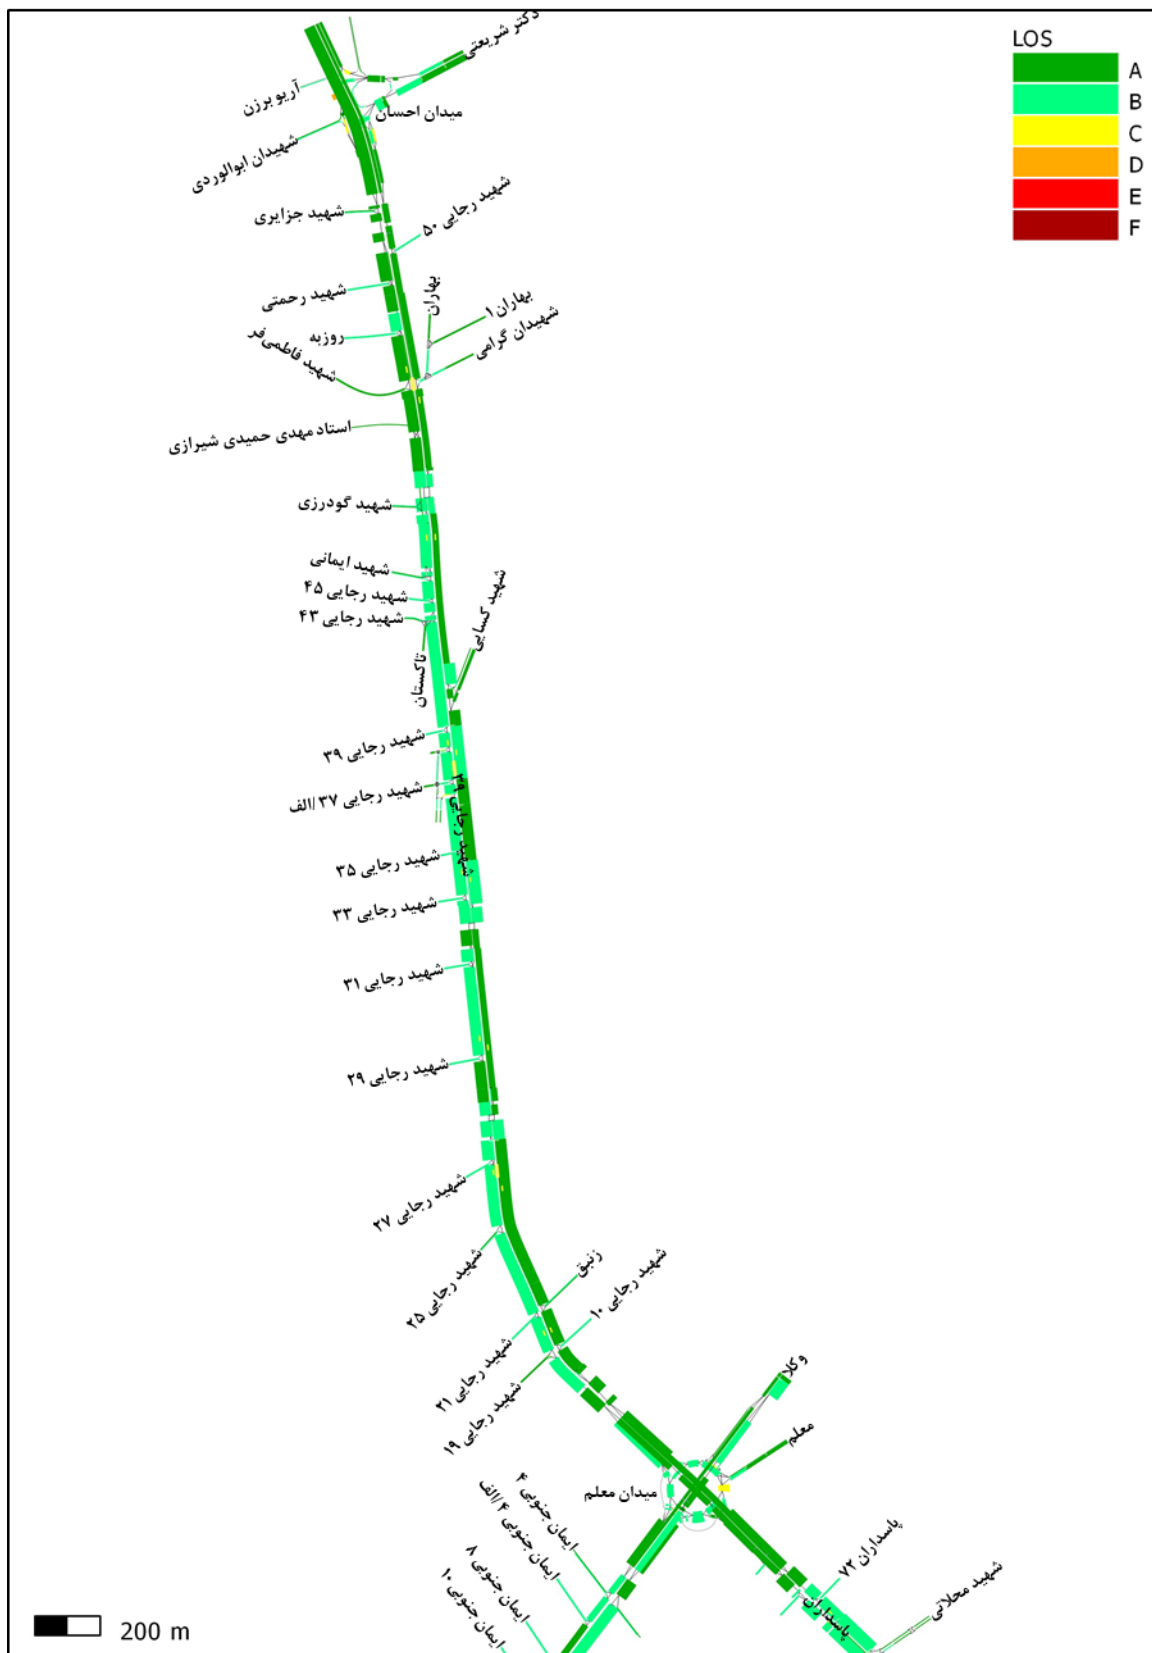 LOS
A
B
C
D
E
F
دکتر شریعتی
آریوبرزن
میدان احسان
شهیدان ابوالوردی
شهید جزایری
شهید رجایی ۵۰
شهید رحمتی
بهاران
بهاران ۱
شهیدان گرامی
روزبه
شهید فاطمی‌فر
استاد مهدی حمیدی شیرازی
شهید گودرزی
شهید ایمانی
شهید رجایی ۴۵
شهید رجایی ۴۳
شهید کسایی
تاکستان
شهید رجایی ۳۹
شهید رجایی ۳۷/الف
شهید رجایی ۳۹
شهید رجایی ۳۵
شهید رجایی ۳۳
شهید رجایی ۳۱
شهید رجایی ۲۹
شهید رجایی ۲۷
شهید رجایی ۲۵
زنبق
شهید رجایی ۱۰
شهید رجایی ۲۱
شهید رجایی ۱۹
وکلا
معلم
میدان معلم
ایمان جنوبی ۴
ایمان جنوبی ۴/الف
ایمان جنوبی ۸
ایمان جنوبی ۱۰
پاسداران ۷۲
پاسداران
شهید محلاتی
200 m